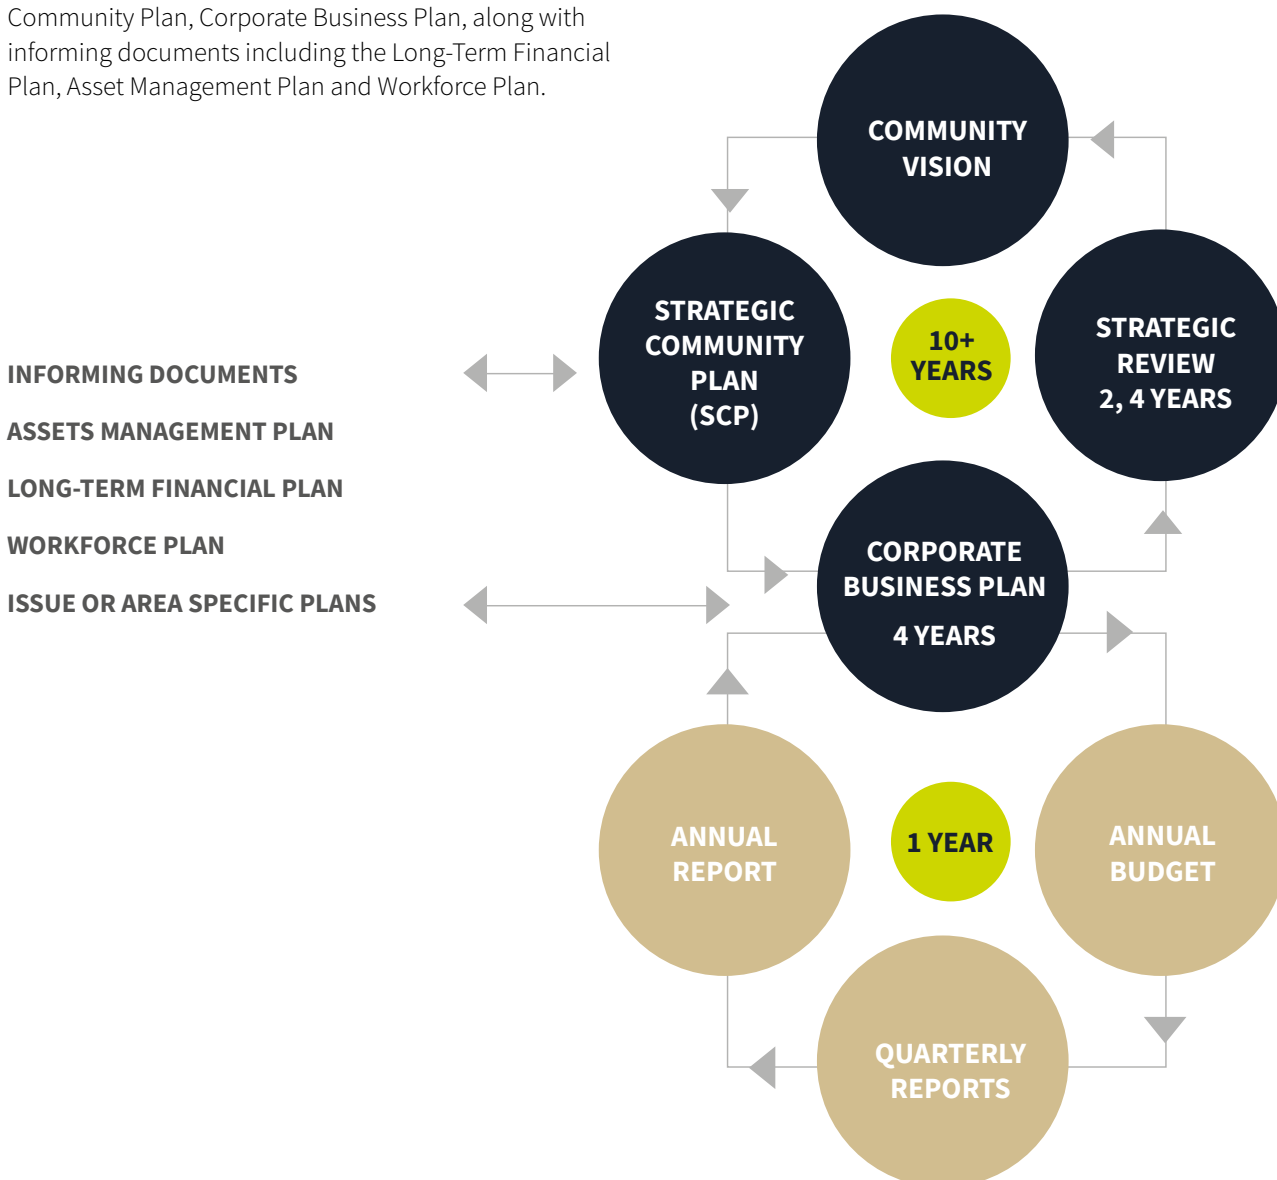 Community Plan, Corporate Business Plan, along with
informing documents including the Long-Term Financial
Plan, Asset Management Plan and Workforce Plan.
COMMUNITY
VISION
STRATEGIC
COMMUNITY
PLAN
(SCP)
10+
YEARS
STRATEGIC
REVIEW
2, 4 YEARS
INFORMING DOCUMENTS
ASSETS MANAGEMENT PLAN
LONG-TERM FINANCIAL PLAN
WORKFORCE PLAN
ISSUE OR AREA SPECIFIC PLANS
CORPORATE
BUSINESS PLAN
4 YEARS
ANNUAL
REPORT
1 YEAR
ANNUAL
BUDGET
QUARTERLY
REPORTS